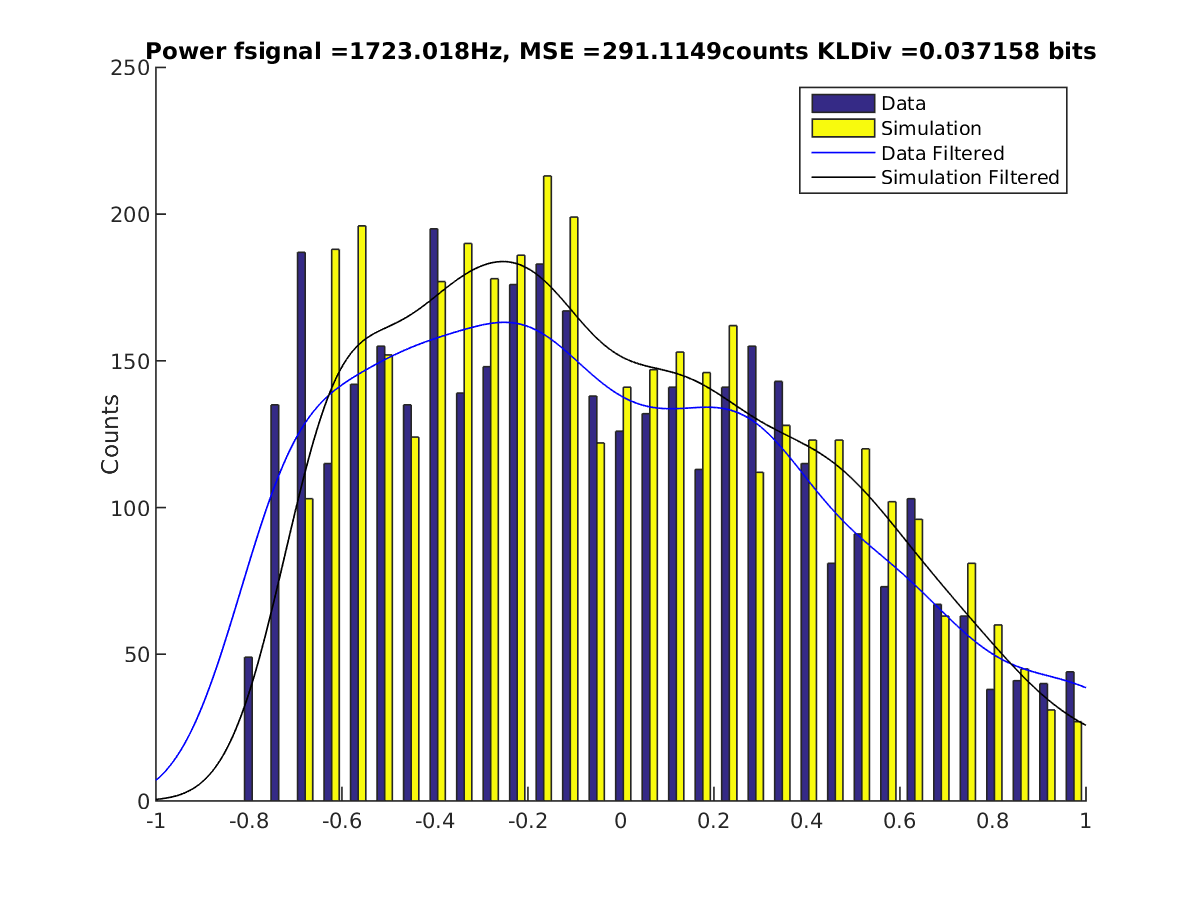 Power fsignal =1723.018Hz, MSE =291.1149counts KLDiv =0.037158 bits
250
200
150
100
50
0
Counts
Data
Simulation
Data Filtered
Simulation Filtered
-1 -0.8 -0.6 -0.4 -0.2 0 0.2 0.4 0.6 0.8 1